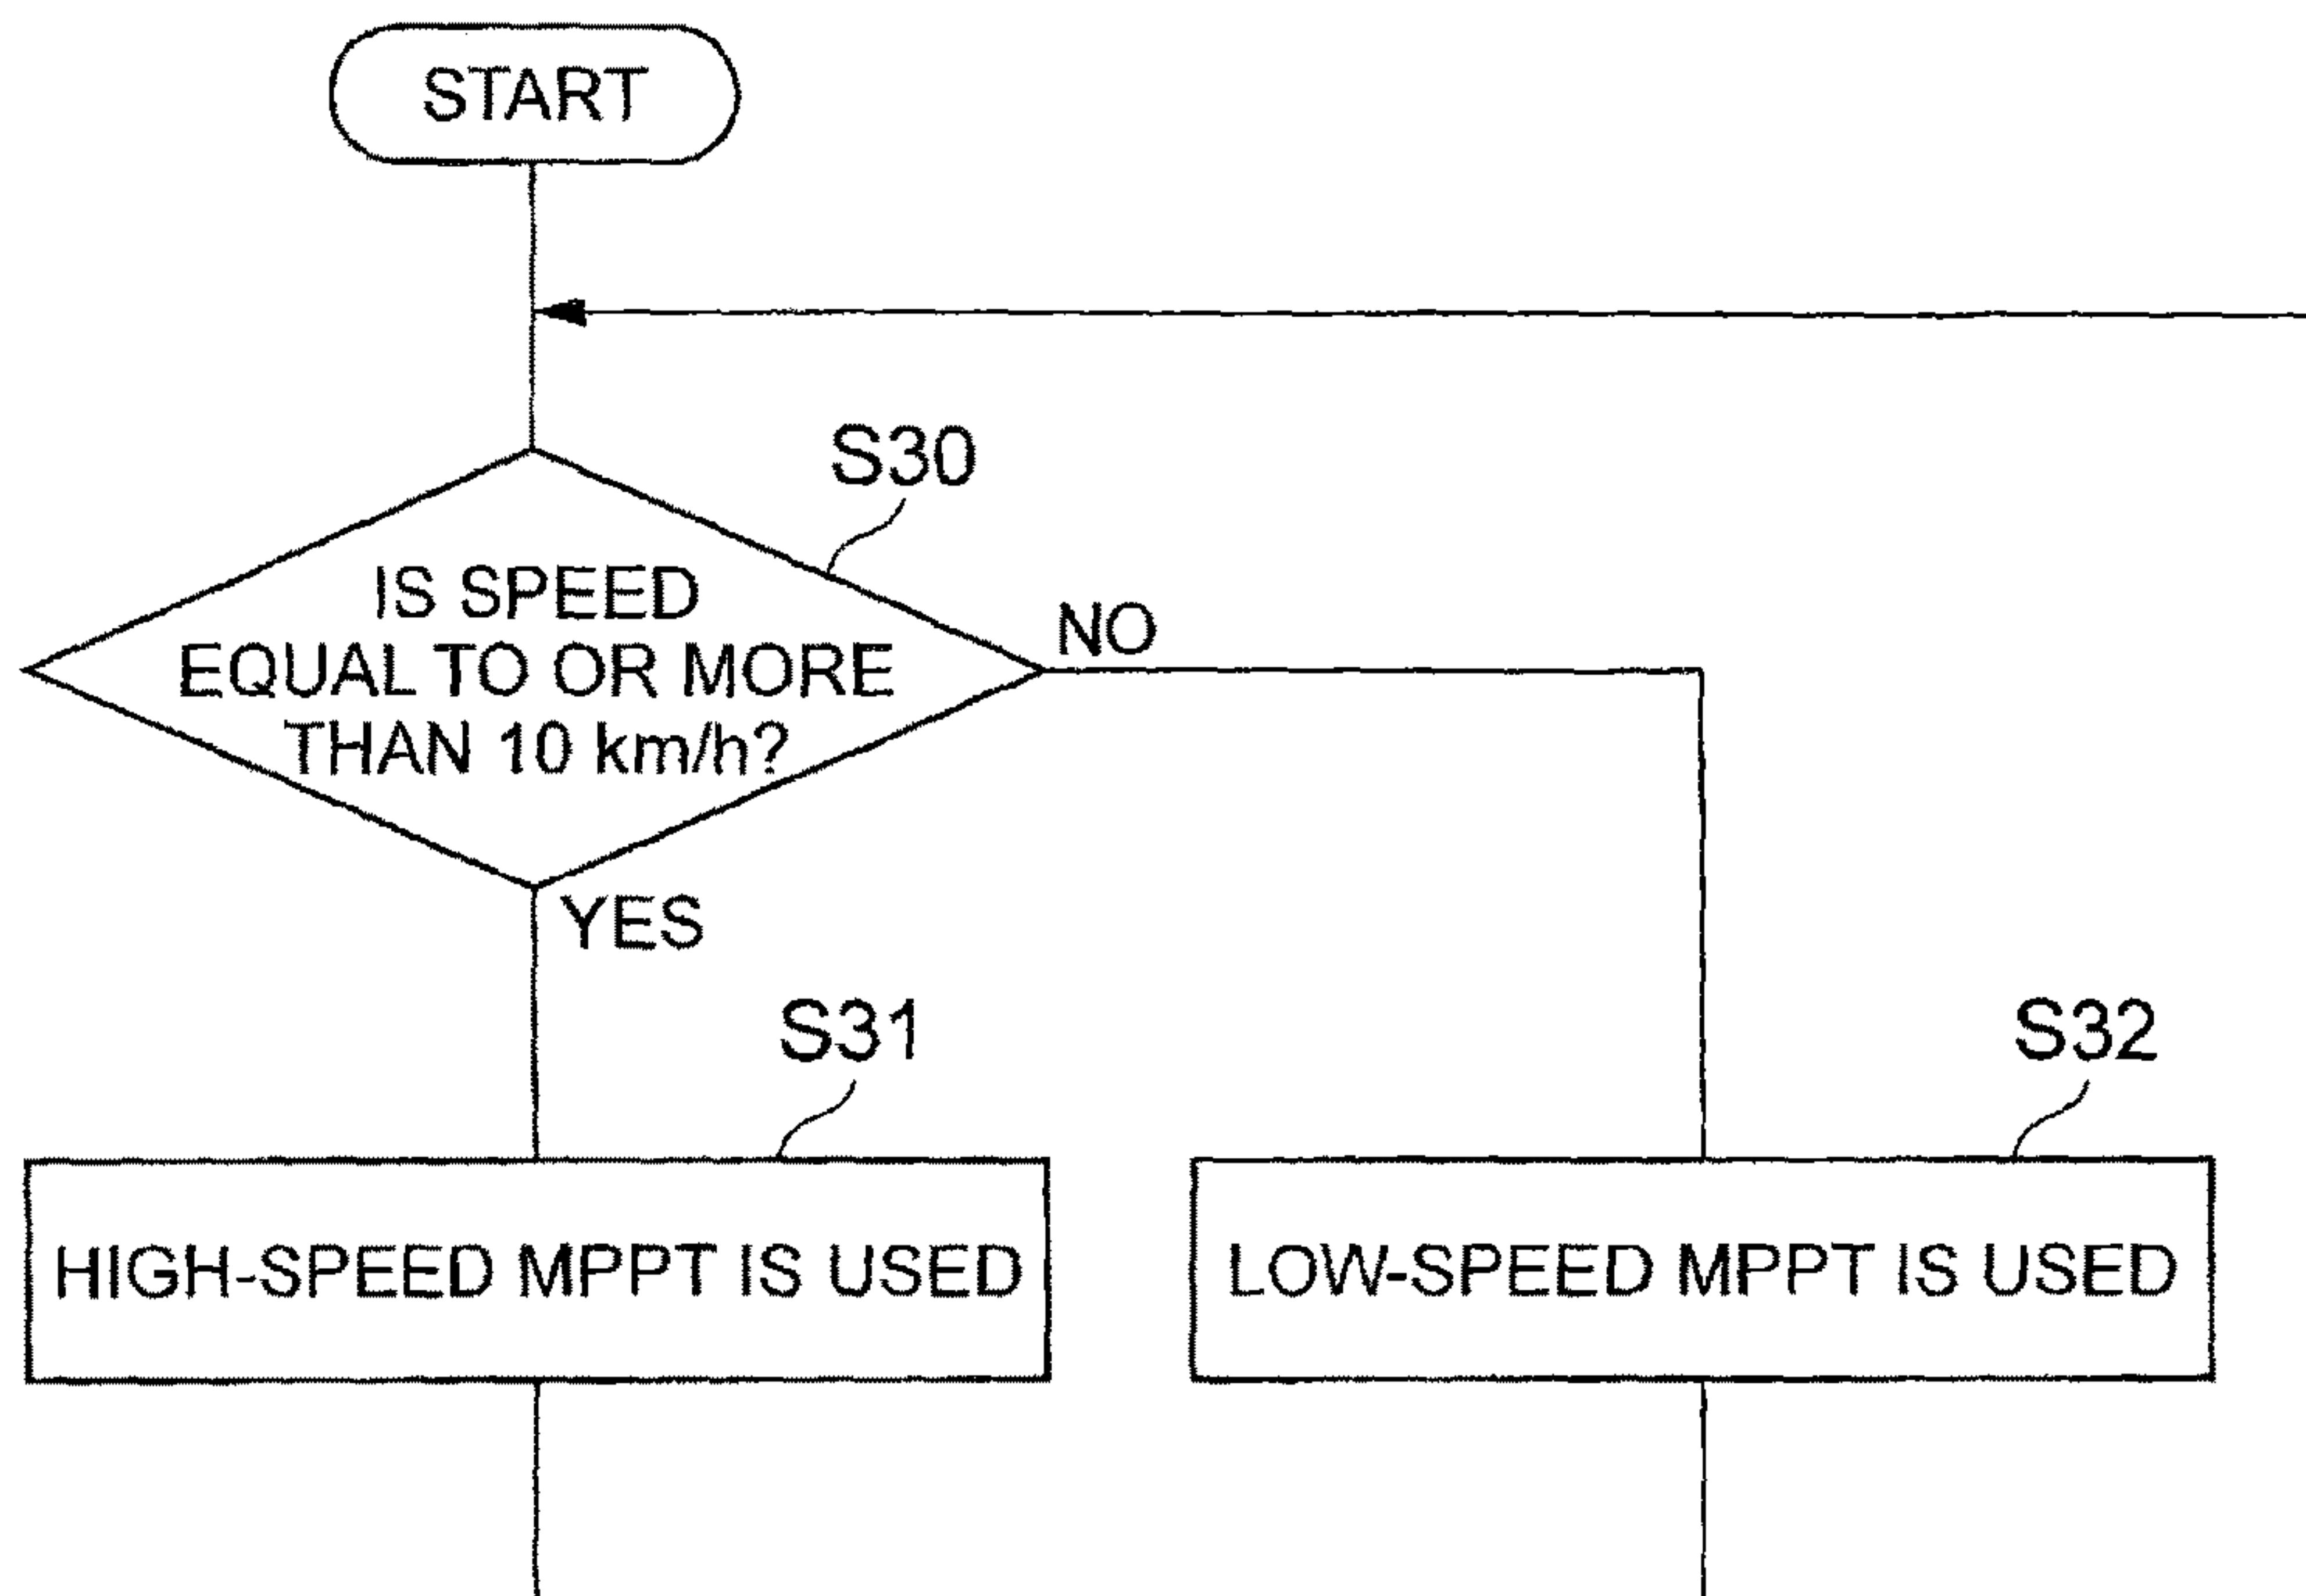 START
S30
IS SPEED
EQUAL TO OR MORE
THAN 10 km/h?
NO
YES
S31
S32
HIGH-SPEED MPPT IS USED
LOW-SPEED MPPT IS USED